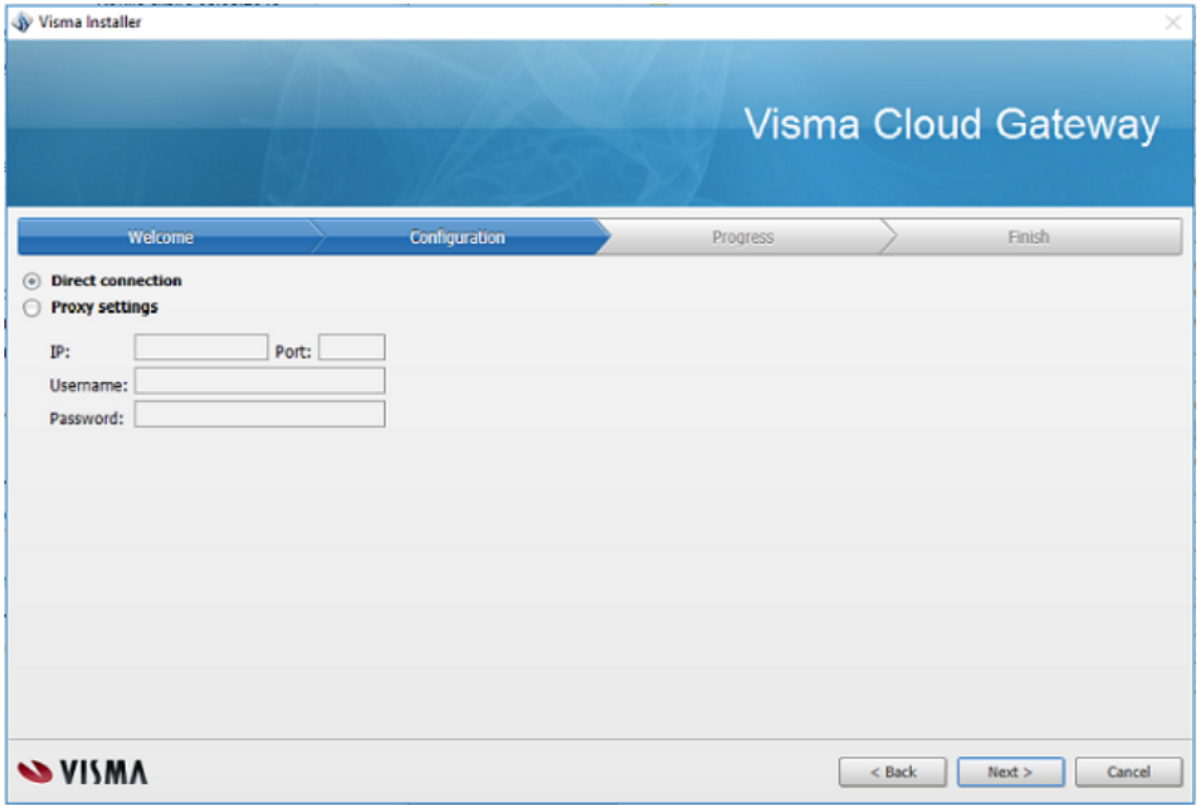 Visma Installer
Visma Cloud Gateway
Welcome Configuration Progress Finish
Direct connection
Proxy settings
IP: Port:
Username:
Password:
VISMA < Back Next > Cancel